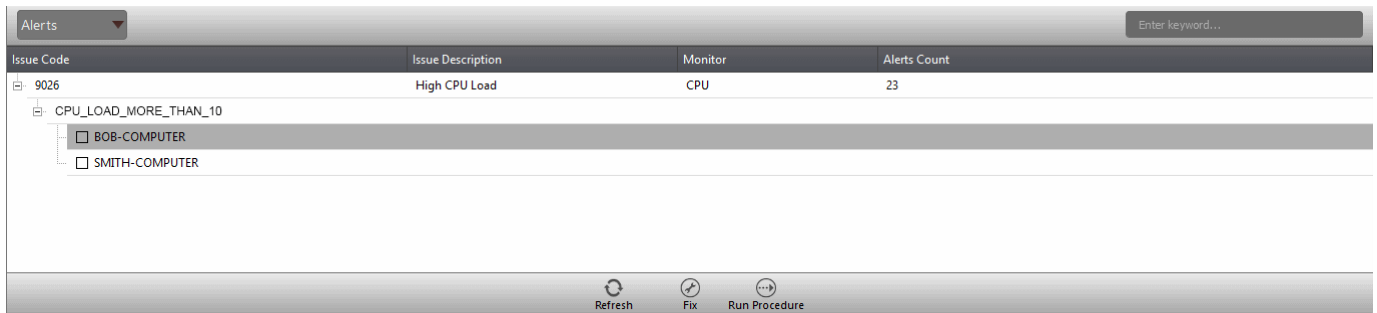 Alerts
Enter keyword...
Issue Code Issue Description Monitor Alerts Count
9026 High CPU Load CPU 23
CPU_LOAD_MORE_THAN_10
BOB-COMPUTER
SMITH-COMPUTER
Refresh Fix Run Procedure